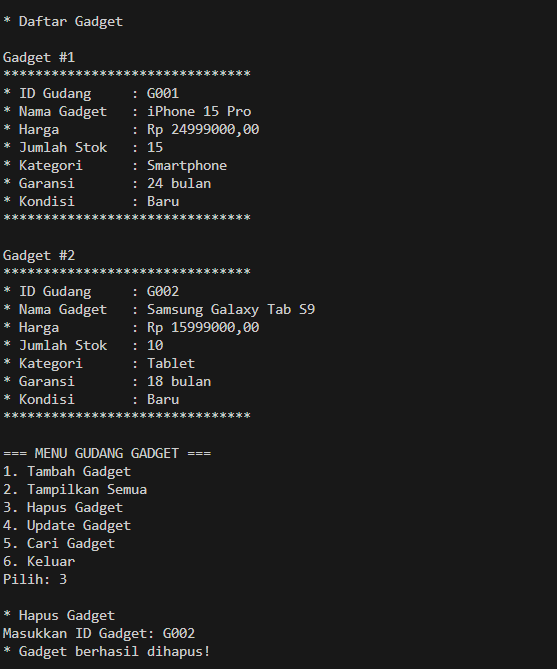 * Daftar Gadget
Gadget #1
*******************************
* ID Gudang     : G001
* Nama Gadget   : iPhone 15 Pro
* Harga         : Rp 24999000,00
* Jumlah Stok   : 15
* Kategori      : Smartphone
* Garansi       : 24 bulan
* Kondisi       : Baru
*******************************
Gadget #2
*******************************
* ID Gudang     : G002
* Nama Gadget   : Samsung Galaxy Tab S9
* Harga         : Rp 15999000,00
* Jumlah Stok   : 10
* Kategori      : Tablet
* Garansi       : 18 bulan
* Kondisi       : Baru
*******************************
=== MENU GUDANG GADGET ===
1. Tambah Gadget
2. Tampilkan Semua
3. Hapus Gadget
4. Update Gadget
5. Cari Gadget
6. Keluar
Pilih: 3
* Hapus Gadget
Masukkan ID Gadget: G002
* Gadget berhasil dihapus!